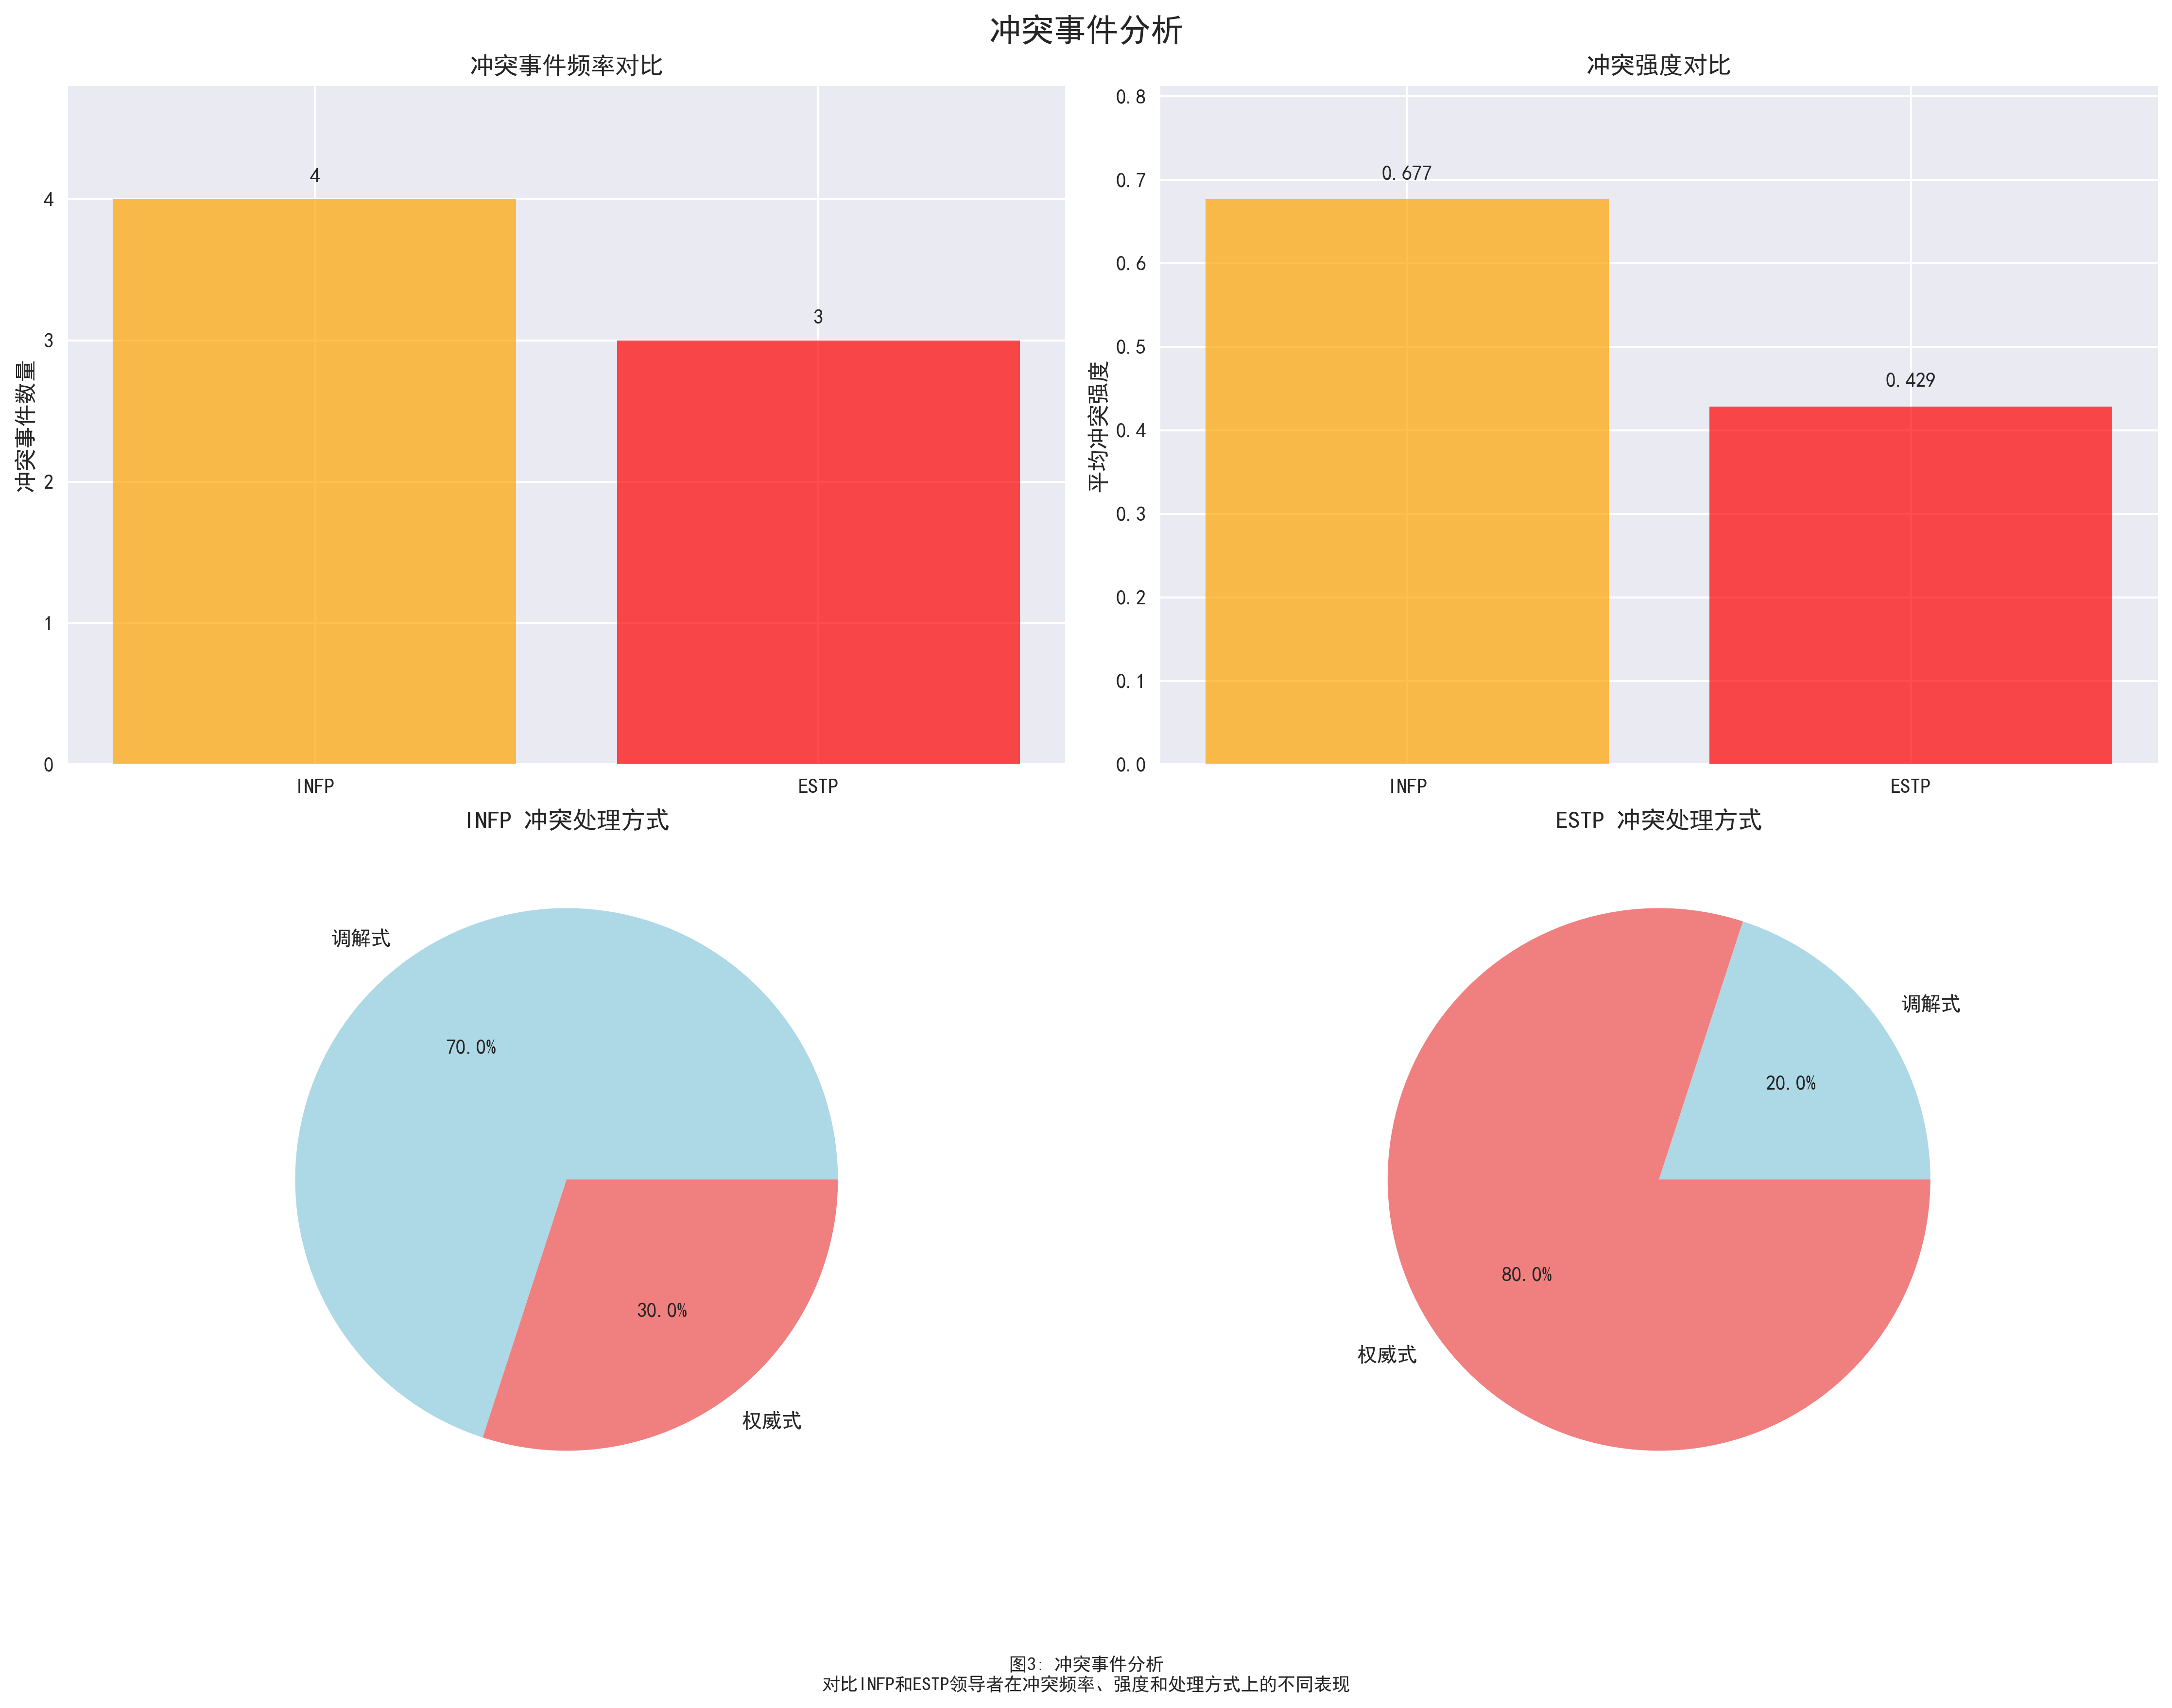 冲突事件分析
冲突事件频率对比
冲突事件数量
4
3
2
1
0
4
3
INFP
ESTP
冲突强度对比
平均冲突强度
0.8
0.7
0.6
0.5
0.4
0.3
0.2
0.1
0.0
0.677
0.429
INFP
ESTP
INFP 冲突处理方式
调解式
70.0%
30.0%
权威式
ESTP 冲突处理方式
调解式
20.0%
80.0%
权威式
图3: 冲突事件分析
对比INFP和ESTP领导者在冲突频率、强度和处理方式上的不同表现